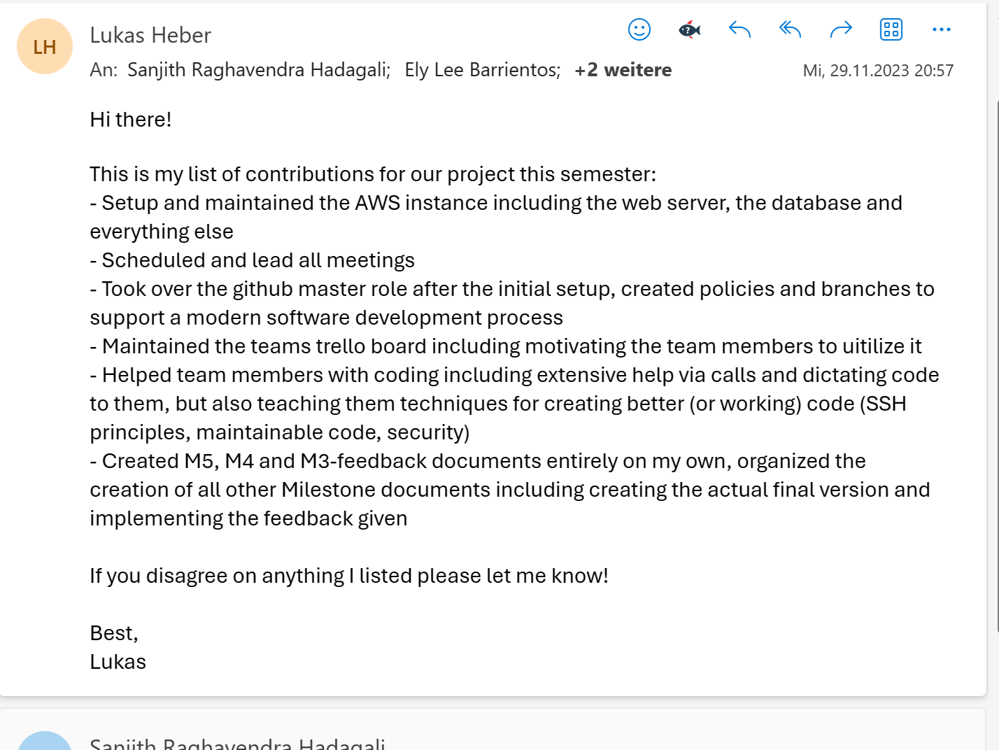 LH
Lukas Heber
An: Sanjith Raghavendra Hadagali; Ely Lee Barrientos; +2 weitere
Mi, 29.11.2023 20:57
Hi there!
This is my list of contributions for our project this semester:
- Setup and maintained the AWS instance including the web server, the database and
everything else
- Scheduled and lead all meetings
- Took over the github master role after the initial setup, created policies and branches to
support a modern software development process
- Maintained the teams trello board including motivating the team members to uitilize it
- Helped team members with coding including extensive help via calls and dictating code
to them, but also teaching them techniques for creating better (or working) code (SSH
principles, maintainable code, security)
- Created M5, M4 and M3-feedback documents entirely on my own, organized the
creation of all other Milestone documents including creating the actual final version and
implementing the feedback given
If you disagree on anything I listed please let me know!
Best,
Lukas
Sanjith Raghavendra Hadagali